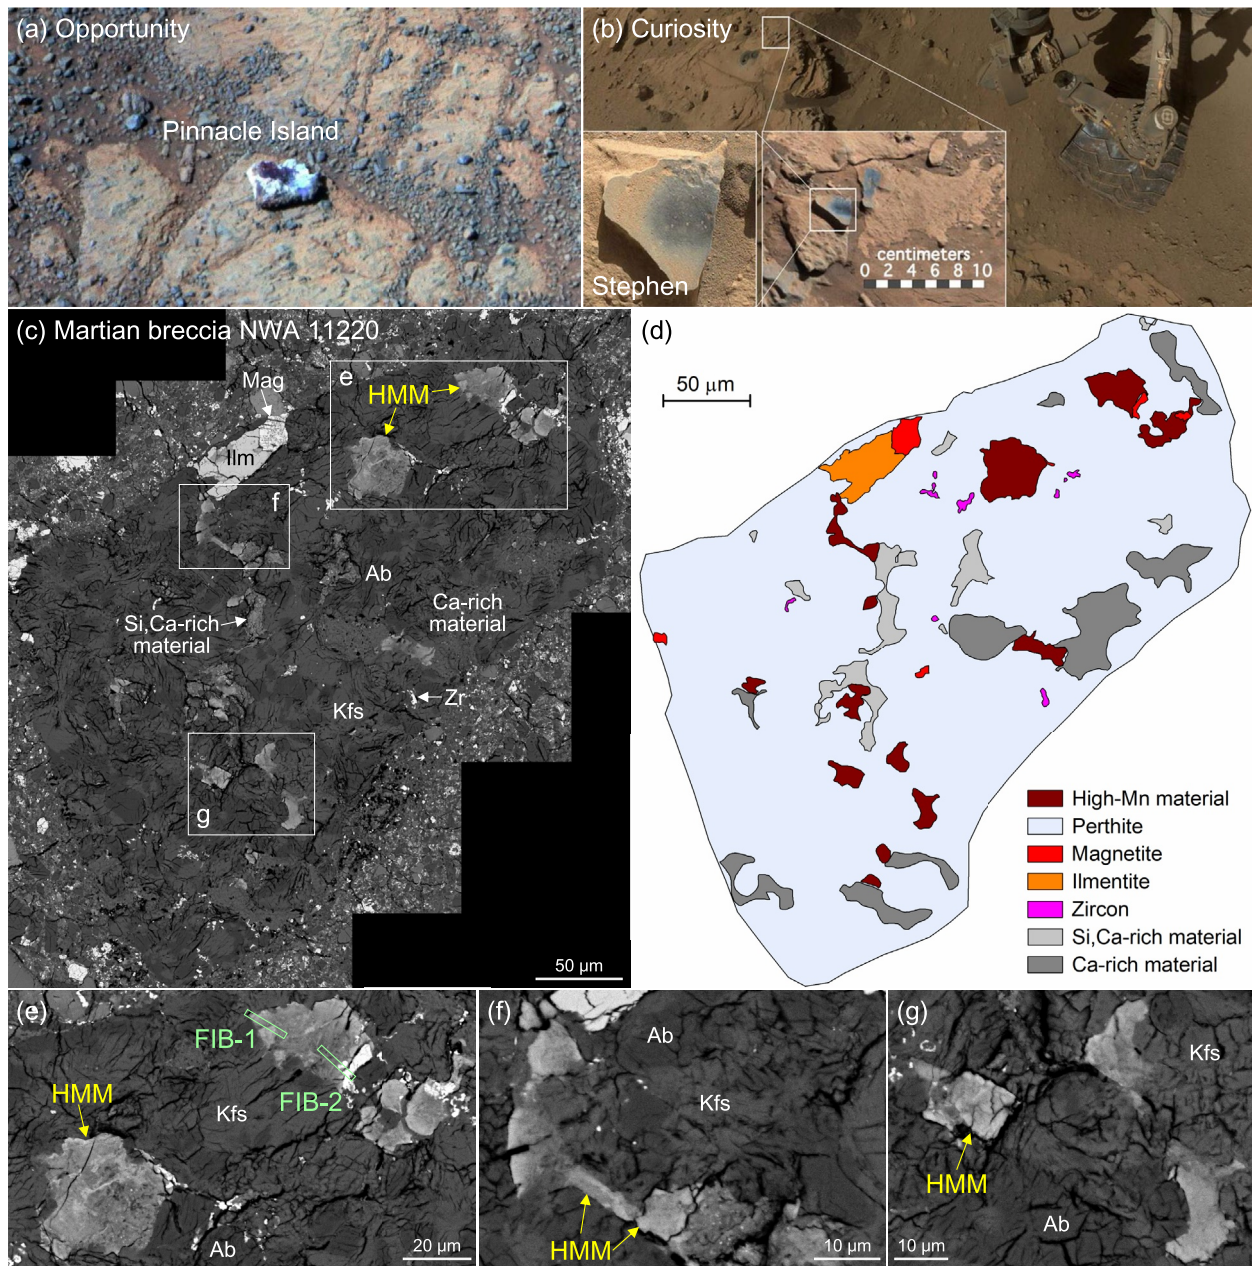 (a) Opportunity
Pinnacle Island
(b) Curiosity
Stephen
centimeters
0 2 4 6 8 10
(c) Martian breccia NWA 11220
Mag
Ilm
e
HMM
f
Ab
Si,Ca-rich
material
Ca-rich
material
Kfs
Zr
g
50 µm
(d)
50 µm
High-Mn material
Perthite
Magnetite
Ilmentite
Zircon
Si,Ca-rich material
Ca-rich material
(e)
FIB-1
FIB-2
HMM
Kfs
Ab
20 µm
(f)
Ab
Kfs
HMM
10 µm
(g)
Kfs
HMM
Ab
10 µm